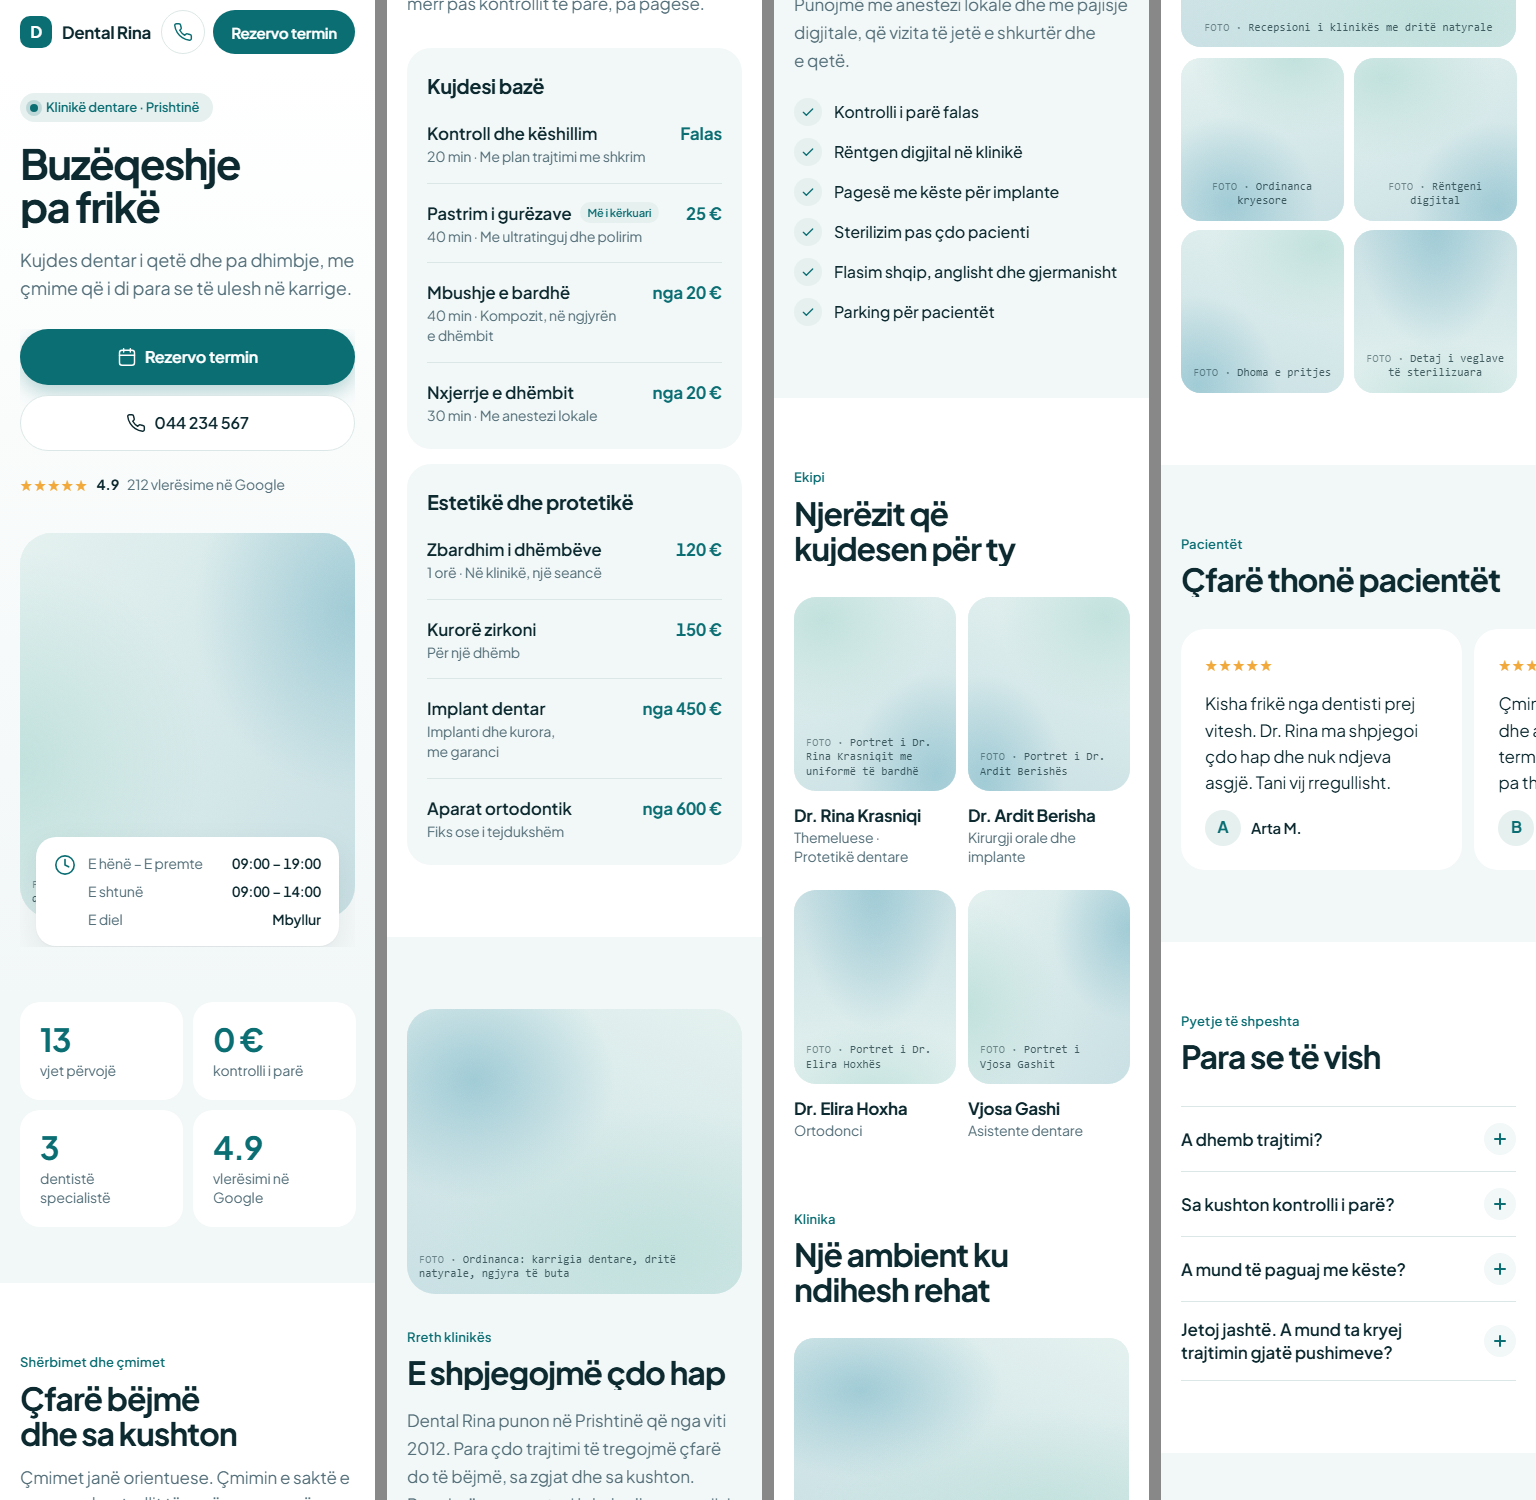 D Dental Rina
Rezervo termin
Klinikë dentare · Prishtinë
Buzëqeshje
pa frikë
Kujdes dentar i qetë dhe pa dhimbje, me
çmime që i di para se të ulesh në karrige.
Rezervo termin
044 234 567
★★★★★ 4.9 212 vlerësime në Google
E hënë – E premte 09:00 – 19:00
E shtunë 09:00 – 14:00
E diel Mbyllur
13
vjet përvojë
0 €
kontrolli i parë
3
dentistë
specialistë
4.9
vlerësimi në
Google
Shërbimet dhe çmimet
Çfarë bëjmë
dhe sa kushton
Çmimet janë orientuese. Çmimin e saktë e
merr pas kontrollit të parë, pa pagesë.
Kujdesi bazë
Kontroll dhe këshillim Falas
20 min · Me plan trajtimi me shkrim
Pastrim i gurëzave Më i kërkuari 25 €
40 min · Me ultratinguj dhe polirim
Mbushje e bardhë nga 20 €
40 min · Kompozit, në ngjyrën
e dhëmbit
Nxjerrje e dhëmbit nga 20 €
30 min · Me anestezi lokale
Estetikë dhe protetikë
Zbardhim i dhëmbëve 120 €
1 orë · Në klinikë, një seancë
Kurorë zirkoni 150 €
Për një dhëmb
Implant dentar nga 450 €
Implanti dhe kurora,
me garanci
Aparat ortodontik nga 600 €
Fiks ose i tejdukshëm
FOTO · Ordinanca: karrigia dentare, dritë
natyrale, ngjyra të buta
Rreth klinikës
E shpjegojmë çdo hap
Dental Rina punon në Prishtinë që nga viti
2012. Para çdo trajtimi të tregojmë çfarë
do të bëjmë, sa zgjat dhe sa kushton.
Punojmë me anestezi lokale dhe me pajisje
digjitale, që vizita të jetë e shkurtër dhe
e qetë.
Kontrolli i parë falas
Rëntgen digjital në klinikë
Pagesë me këste për implante
Sterilizim pas çdo pacienti
Flasim shqip, anglisht dhe gjermanisht
Parking për pacientët
Ekipi
Njerëzit që
kujdesen për ty
FOTO · Portret i Dr.
Rina Krasniqit me
uniformë të bardhë
FOTO · Portret i Dr.
Ardit Berishës
Dr. Rina Krasniqi
Themeluese ·
Protetikë dentare
Dr. Ardit Berisha
Kirurgji orale dhe
implante
FOTO · Portret i Dr.
Elira Hoxhës
FOTO · Portret i
Vjosa Gashit
Dr. Elira Hoxha
Ortodonci
Vjosa Gashi
Asistente dentare
Klinika
Një ambient ku
ndihesh rehat
FOTO · Recepsioni i klinikës me dritë natyrale
FOTO · Ordinanca
kryesore
FOTO · Rëntgeni
digjital
FOTO · Dhoma e pritjes
FOTO · Detaj i veglave
të sterilizuara
Pacientët
Çfarë thonë pacientët
★★★★★
Kisha frikë nga dentisti prej
vitesh. Dr. Rina ma shpjegoi
çdo hap dhe nuk ndjeva
asgjë. Tani vij rregullisht.
A Arta M.
★★★
Çmir
dhe a
term
pa th
B
Pyetje të shpeshta
Para se të vish
A dhemb trajtimi?
Sa kushton kontrolli i parë?
A mund të paguaj me këste?
Jetoj jashtë. A mund ta kryej
trajtimin gjatë pushimeve?